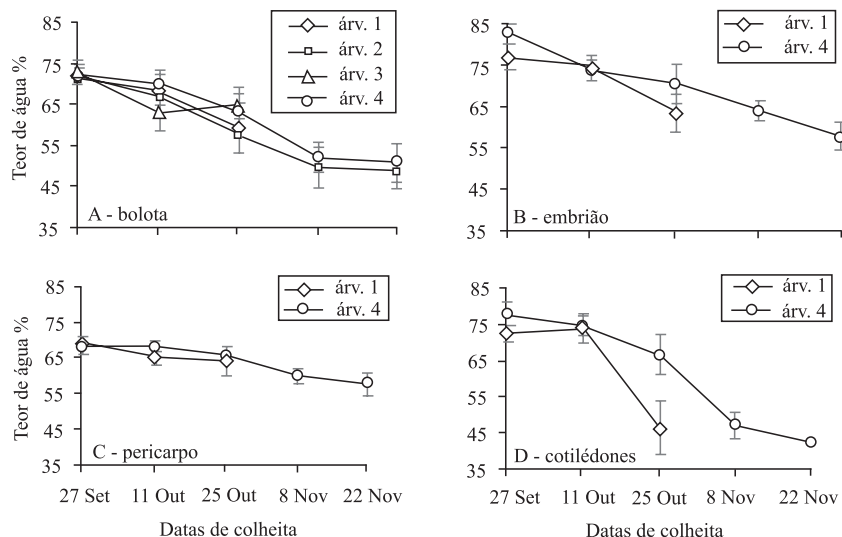 Teor de água %
85
75
65
55
45
35
árv. 1
árv. 2
árv. 3
árv. 4
A - bolota
85
75
65
55
45
35
árv. 1
árv. 4
B - embrião
Teor de água %
85
75
65
55
45
35
árv. 1
árv. 4
C - pericarpo
27 Set 11 Out 25 Out 8 Nov 22 Nov
Datas de colheita
85
75
65
55
45
35
árv. 1
árv. 4
D - cotilédones
27 Set 11 Out 25 Out 8 Nov 22 Nov
Datas de colheita